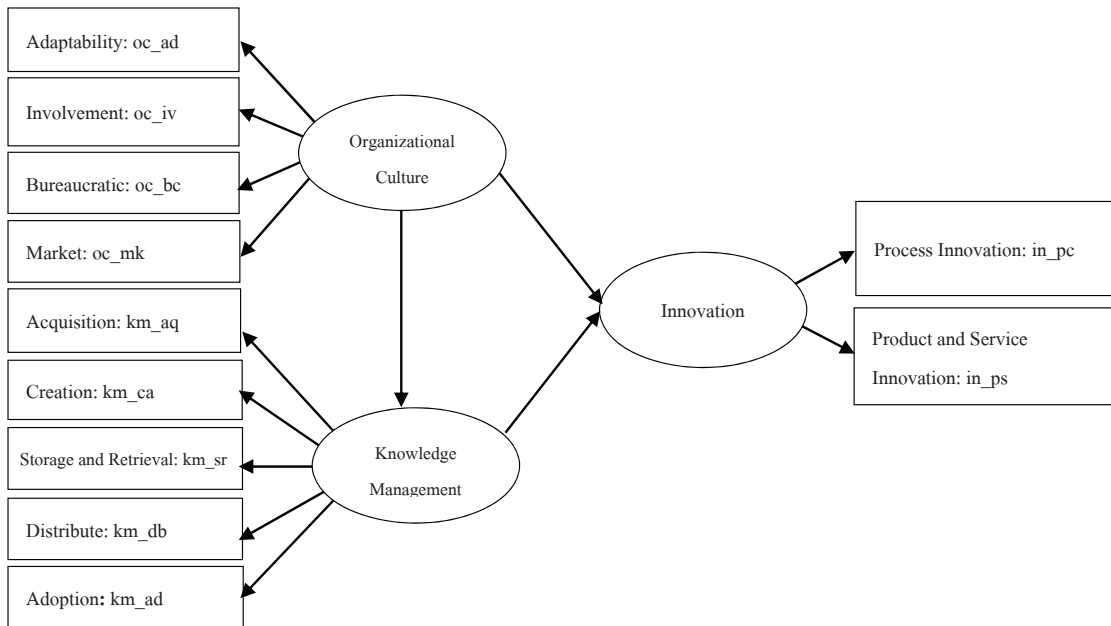 Adaptability: oc_ad
Involvement: oc_iv
Bureaucratic: oc_bc
Market: oc_mk
Acquisition: km_aq
Creation: km_ca
Storage and Retrieval: km_sr
Distribute: km_db
Adoption: km_ad
Organizational
Culture
Knowledge
Management
Innovation
Process Innovation: in_pc
Product and Service
Innovation: in_ps